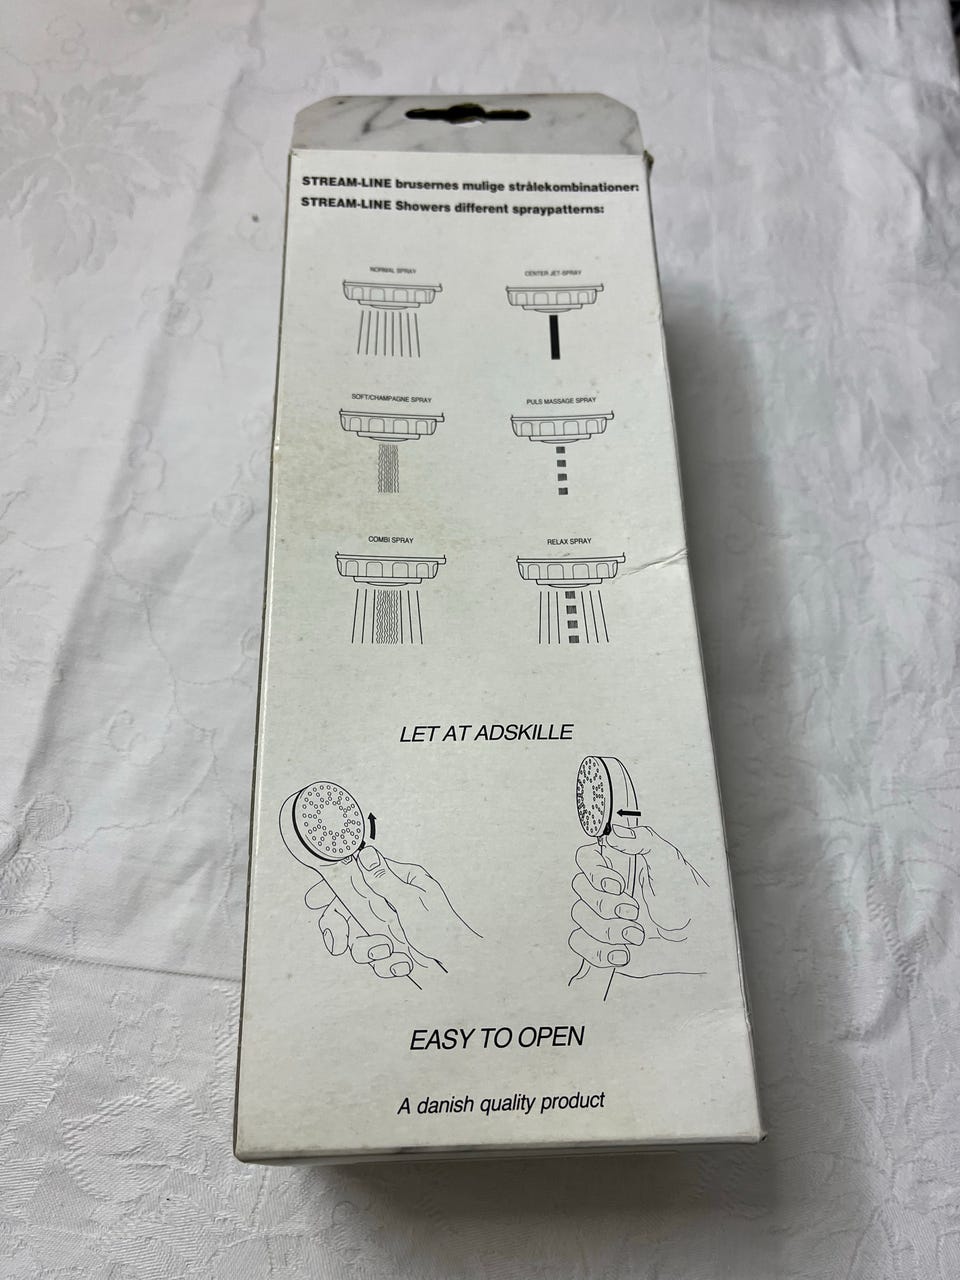 STREAM-LINE brusernes mulige strålekombinationer:
STREAM-LINE Showers different spraypatterns:
NORMAL SPRAY
CENTER JET-SPRAY
SOFT/CHAMPAGNE SPRAY
PULS MASSAGE SPRAY
COMBI SPRAY
RELAX SPRAY
LET AT ADSKILLE
EASY TO OPEN
A danish quality product